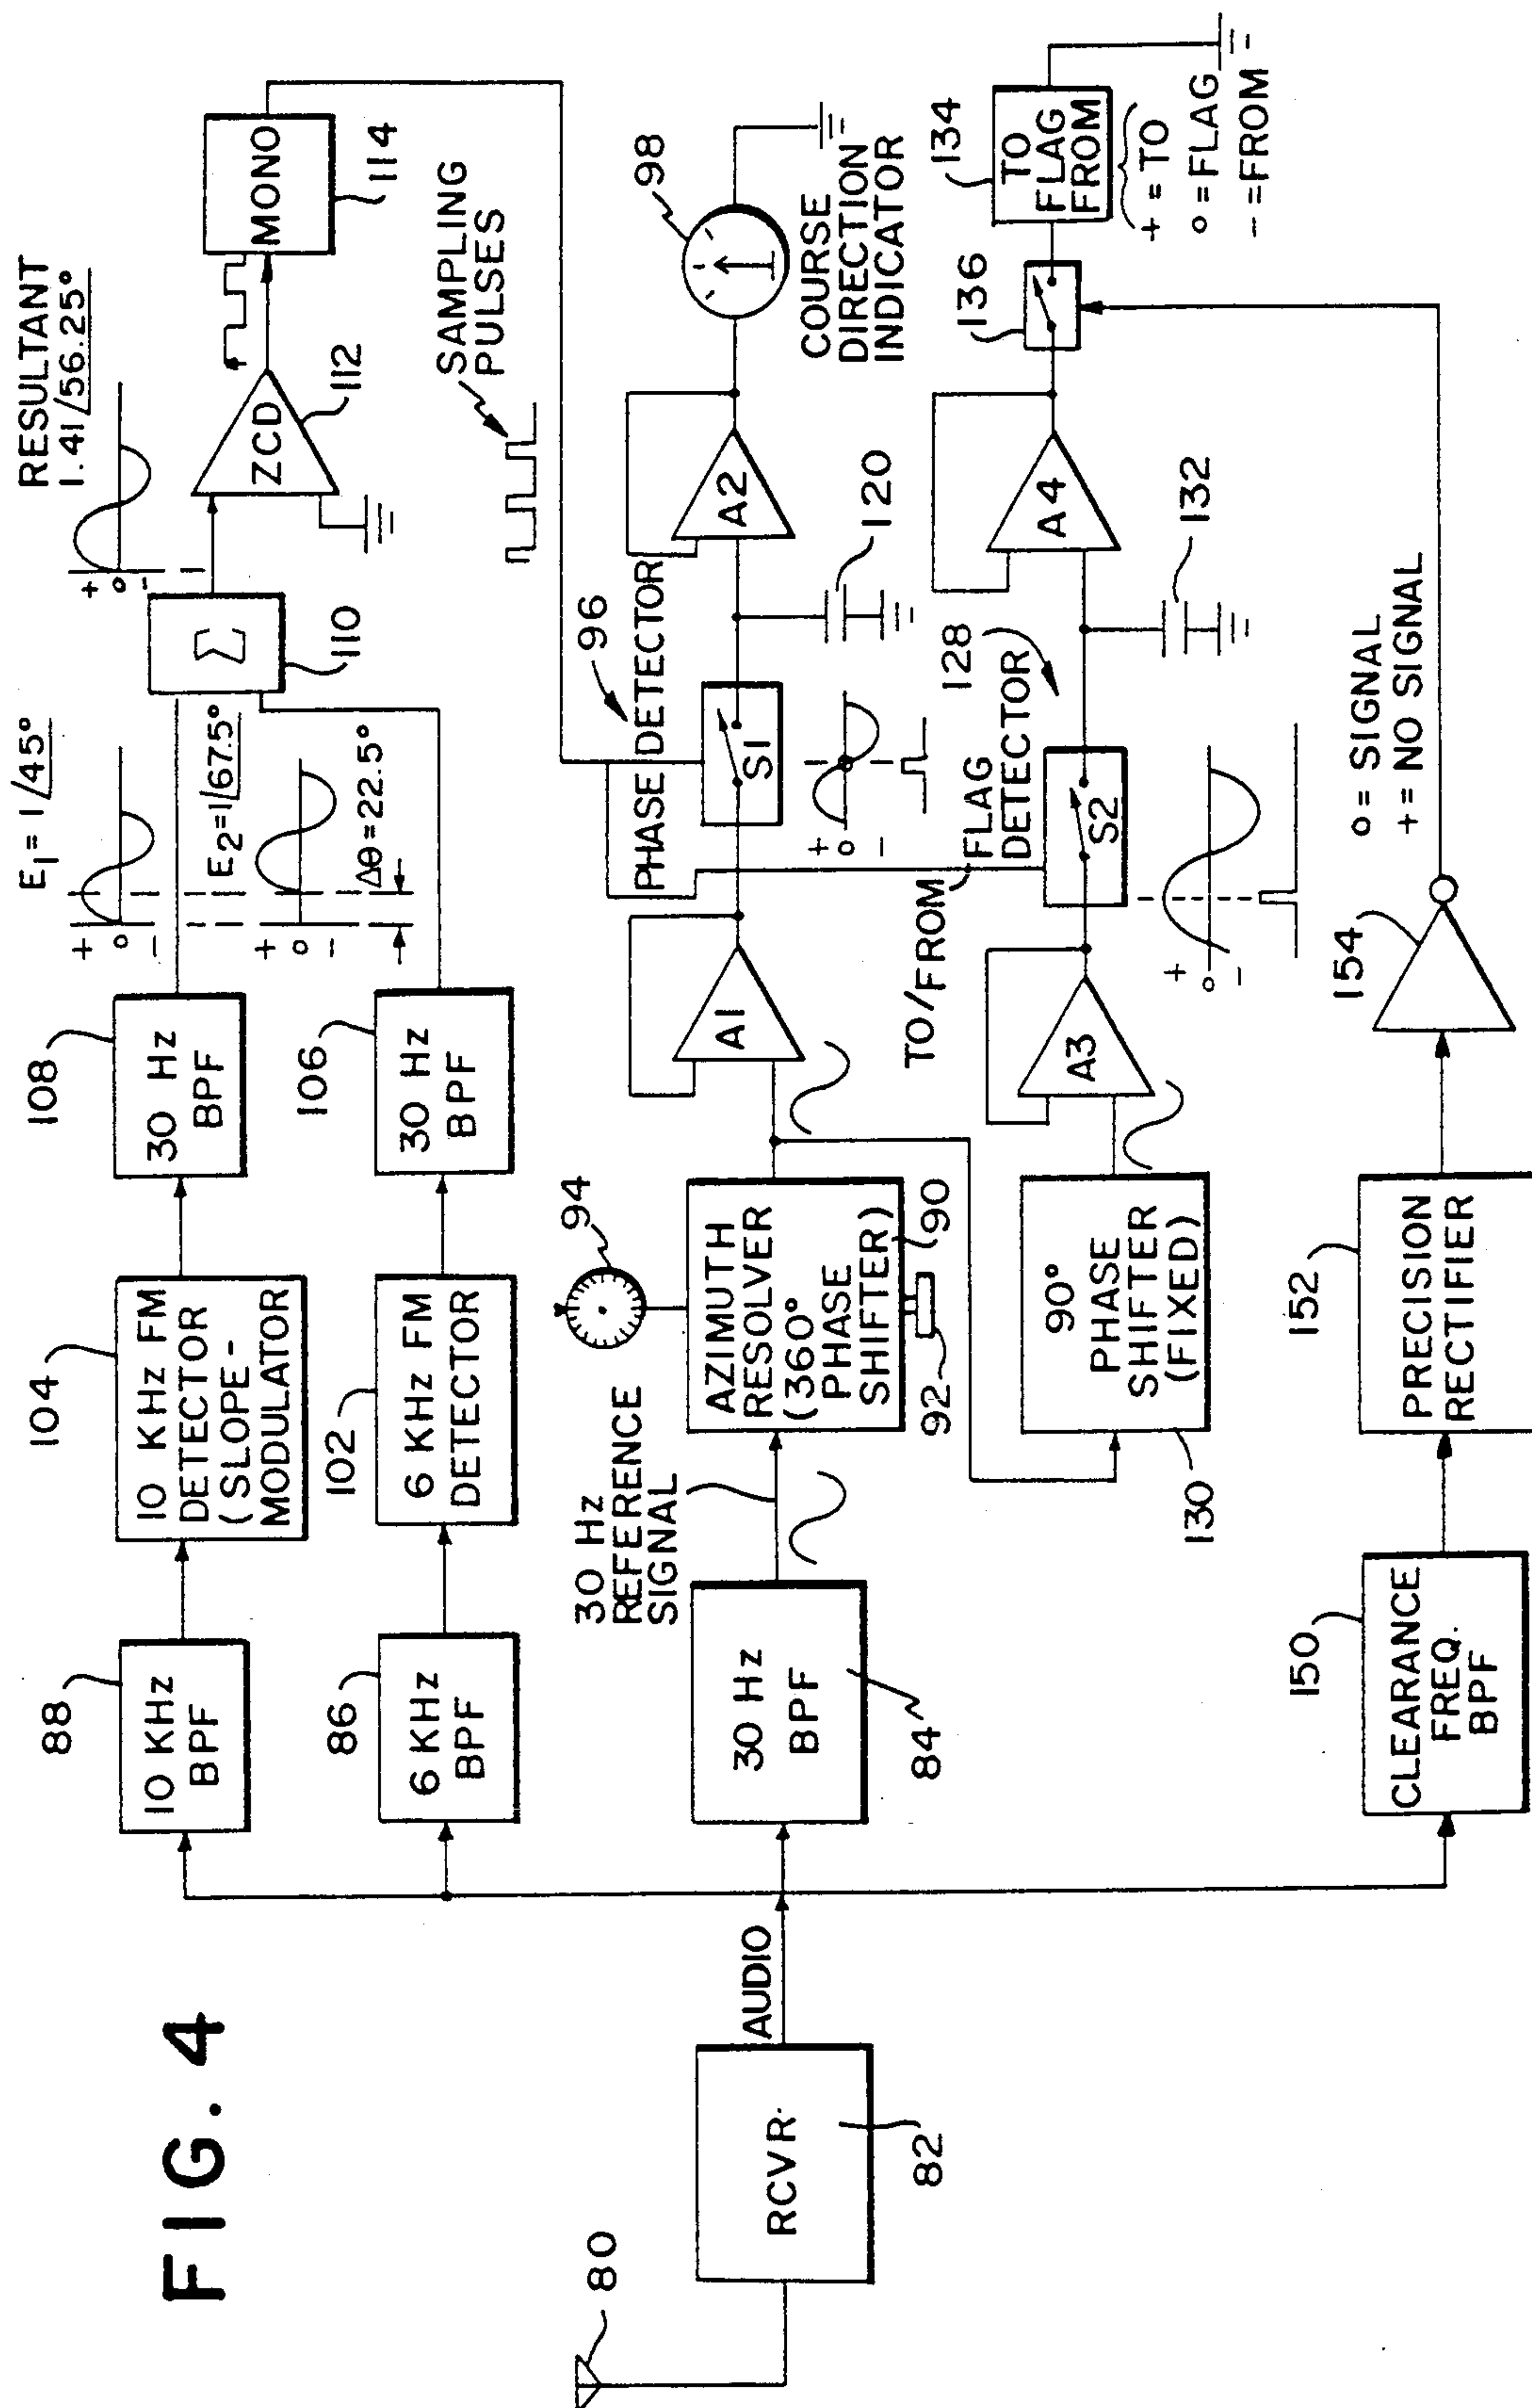 FIG. 4
80
RCVR.
82
AUDIO
88
10 KHz
BPF
104
10 KHz FM
DETECTOR
(SLOPE-
MODULATOR
108
30 Hz
BPF
E1= 1/45°
+
o
-
86
6 KHz
BPF
102
6 KHz FM
DETECTOR
106
30 Hz
BPF
E2=1/67.5°
+
o
-
Δθ=22.5°
Σ
110
RESULTANT
1.41/56.25°
+
o
-
ZCD
112
MONO
114
SAMPLING
PULSES
30 Hz
BPF
84
30 Hz
REFERENCE
SIGNAL
94
AZIMUTH
RESOLVER
(360°
PHASE
SHIFTER)
90
92
A1
PHASE DETECTOR
96
S1
+
o
-
A2
120
98
COURSE
DIRECTION
INDICATOR
90°
PHASE
SHIFTER
(FIXED)
130
A3
TO/FROM FLAG
DETECTOR
128
S2
+
o
-
A4
132
136
134
TO
FLAG
FROM
+ = TO
o = FLAG
- = FROM
150
CLEARANCE
FREQ.
BPF
152
PRECISION
RECTIFIER
154
o = SIGNAL
+ = NO SIGNAL